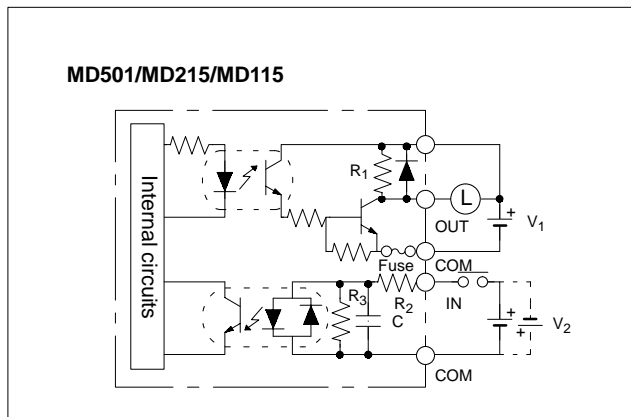 MD501/MD215/MD115
Internal circuits
R1
L
OUT
+
V1
COM
Fuse
R3
R2
C
IN
+
+
V2
COM